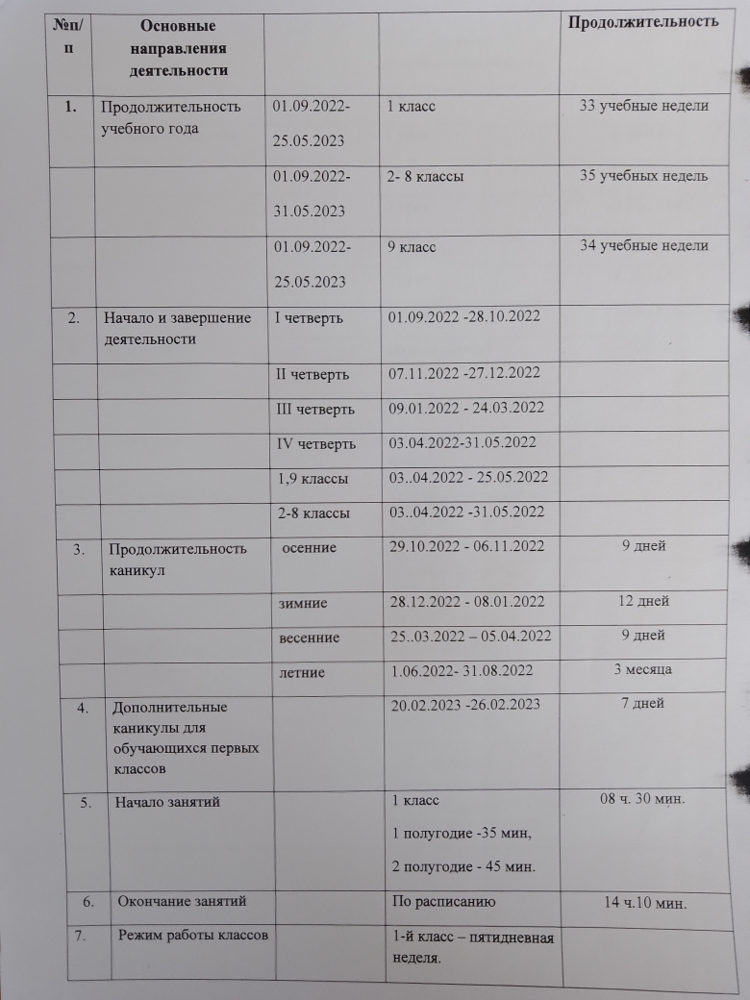 №п/ Основные Продолжительность
п направления
деятельности
1. Продолжительность 01.09.2022- 1 класс 33 учебные недели
учебного года
25.05.2023
01.09.2022- 2- 8 классы 35 учебных недель
31.05.2023
01.09.2022- 9 класс 34 учебные недели
25.05.2023
2. Начало и завершение I четверть 01.09.2022 -28.10.2022
деятельности
II четверть 07.11.2022 -27.12.2022
III четверть 09.01.2022 - 24.03.2022
IV четверть 03.04.2022-31.05.2022
1,9 классы 03..04.2022 - 25.05.2022
2-8 классы 03..04.2022 -31.05.2022
3. Продолжительность осенние 29.10.2022 - 06.11.2022 9 дней
каникул
зимние 28.12.2022 - 08.01.2022 12 дней
весенние 25..03.2022 – 05.04.2022 9 дней
летние 1.06.2022- 31.08.2022 3 месяца
4. Дополнительные 20.02.2023 -26.02.2023 7 дней
каникулы для
обучающихся первых
классов
5. Начало занятий 1 класс 08 ч. 30 мин.
1 полугодие -35 мин,
2 полугодие - 45 мин.
6. Окончание занятий По расписанию 14 ч.10 мин.
7. Режим работы классов 1-й класс – пятидневная
неделя.